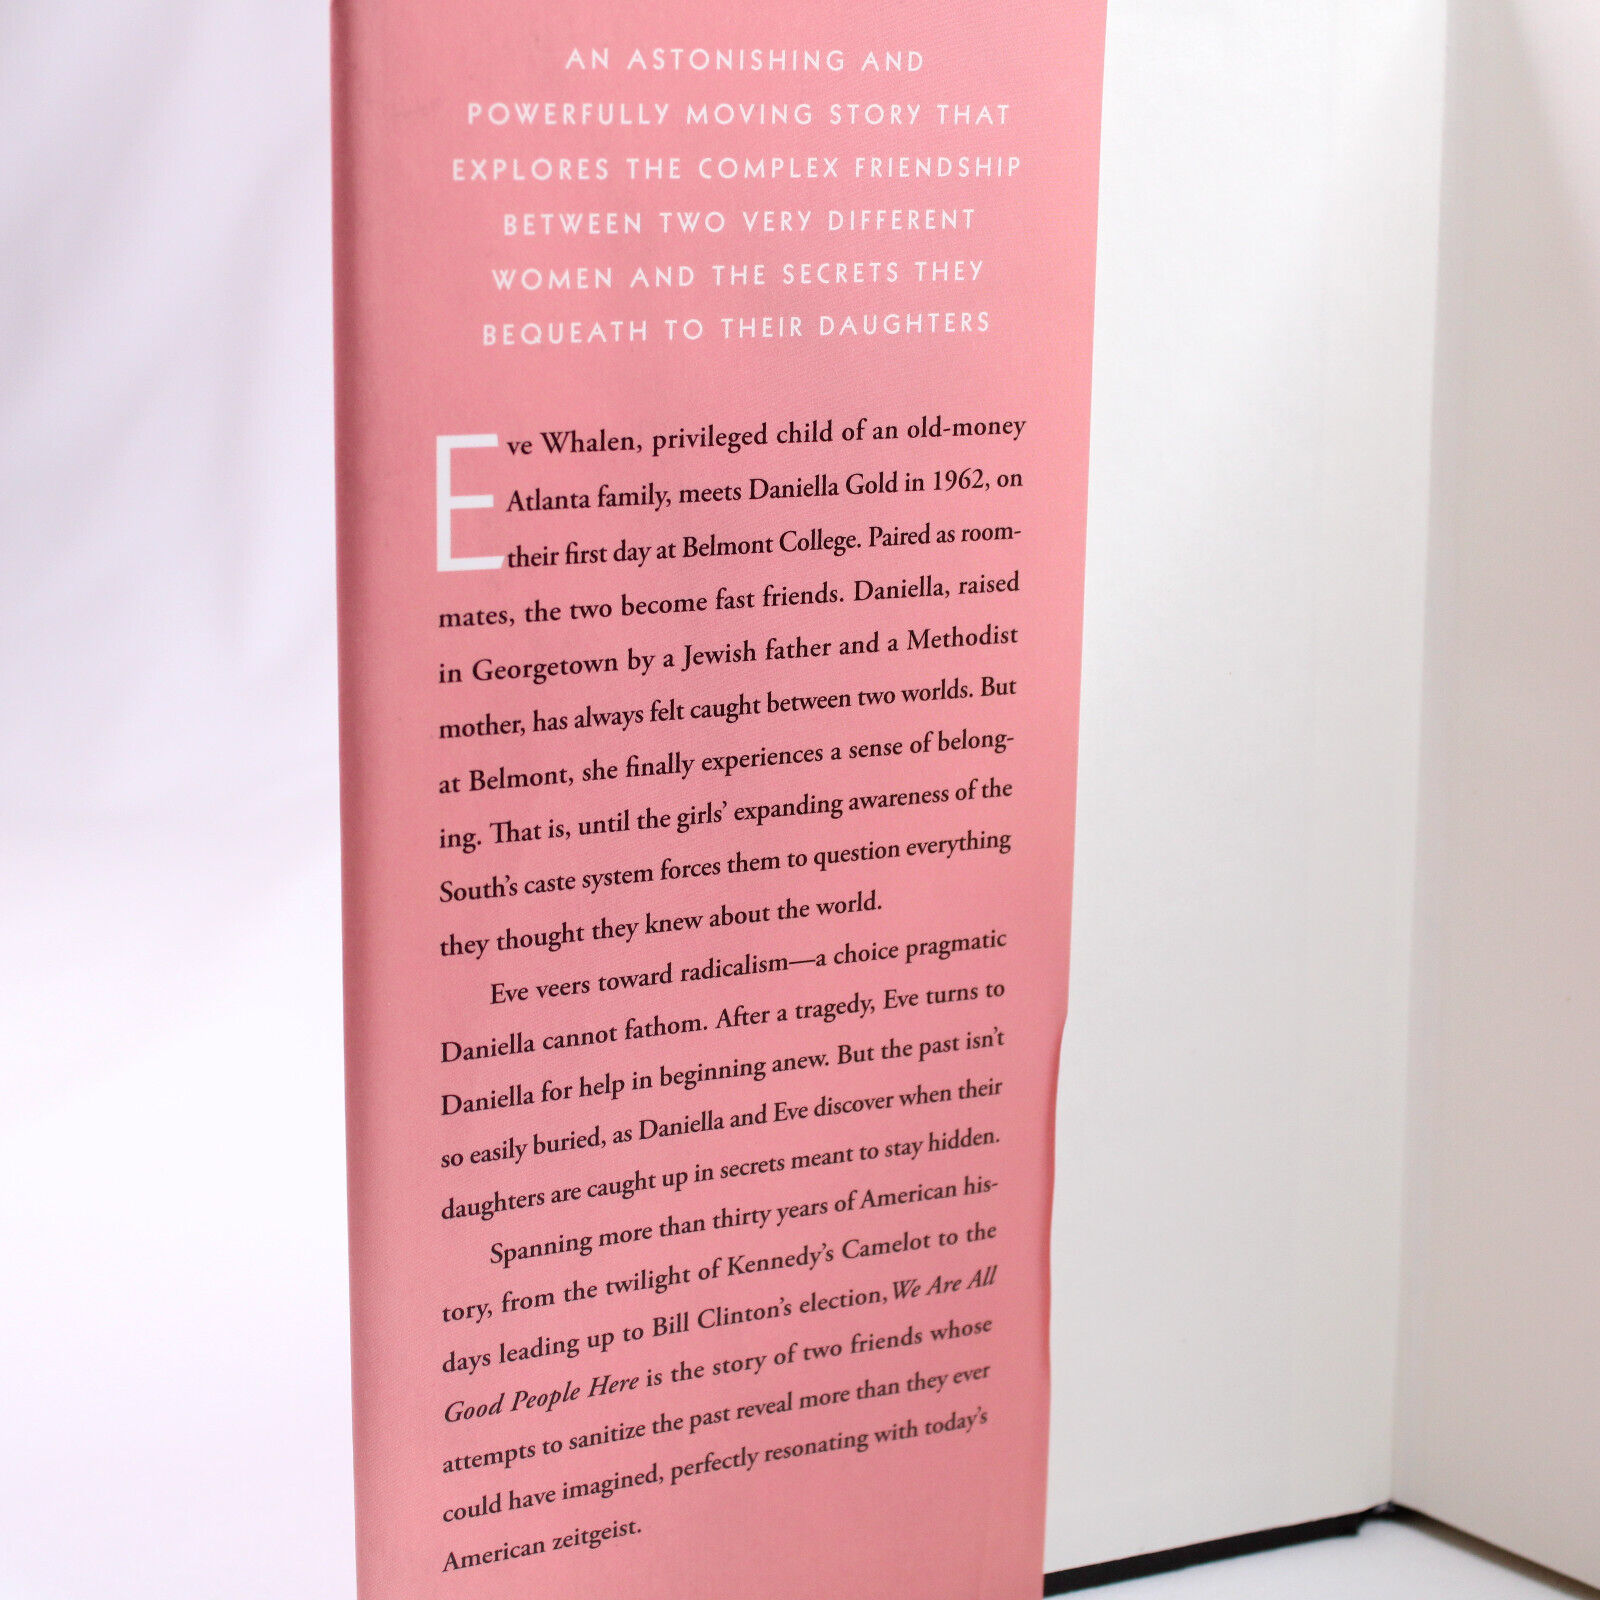 AN ASTONISHING AND
POWERFULLY MOVING STORY THAT
EXPLORES THE COMPLEX FRIENDSHIP
BETWEEN TWO VERY DIFFERENT
WOMEN AND THE SECRETS THEY
BEQUEATH TO THEIR DAUGHTERS
Eve Whalen, privileged child of an old-money
Atlanta family, meets Daniella Gold in 1962, on
their first day at Belmont College. Paired as room-
mates, the two become fast friends. Daniella, raised
in Georgetown by a Jewish father and a Methodist
mother, has always felt caught between two worlds. But
at Belmont, she finally experiences a sense of belong-
ing. That is, until the girls’ expanding awareness of the
South’s caste system forces them to question everything
they thought they knew about the world.
Eve veers toward radicalism—a choice pragmatic
Daniella cannot fathom. After a tragedy, Eve turns to
Daniella for help in beginning anew. But the past isn’t
so easily buried, as Daniella and Eve discover when their
daughters are caught up in secrets meant to stay hidden.
Spanning more than thirty years of American his-
tory, from the twilight of Kennedy’s Camelot to the
days leading up to Bill Clinton’s election, We Are All
Good People Here is the story of two friends whose
attempts to sanitize the past reveal more than they ever
could have imagined, perfectly resonating with today’s
American zeitgeist.